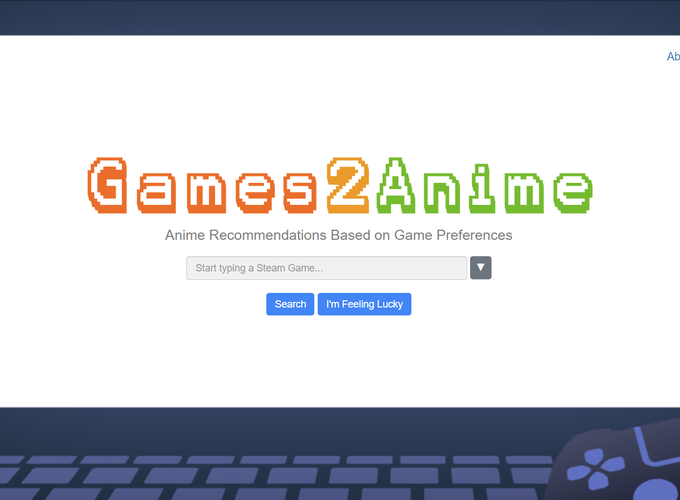 Ab
Games2Anime
Anime Recommendations Based on Game Preferences
Start typing a Steam Game... ▼
Search I'm Feeling Lucky